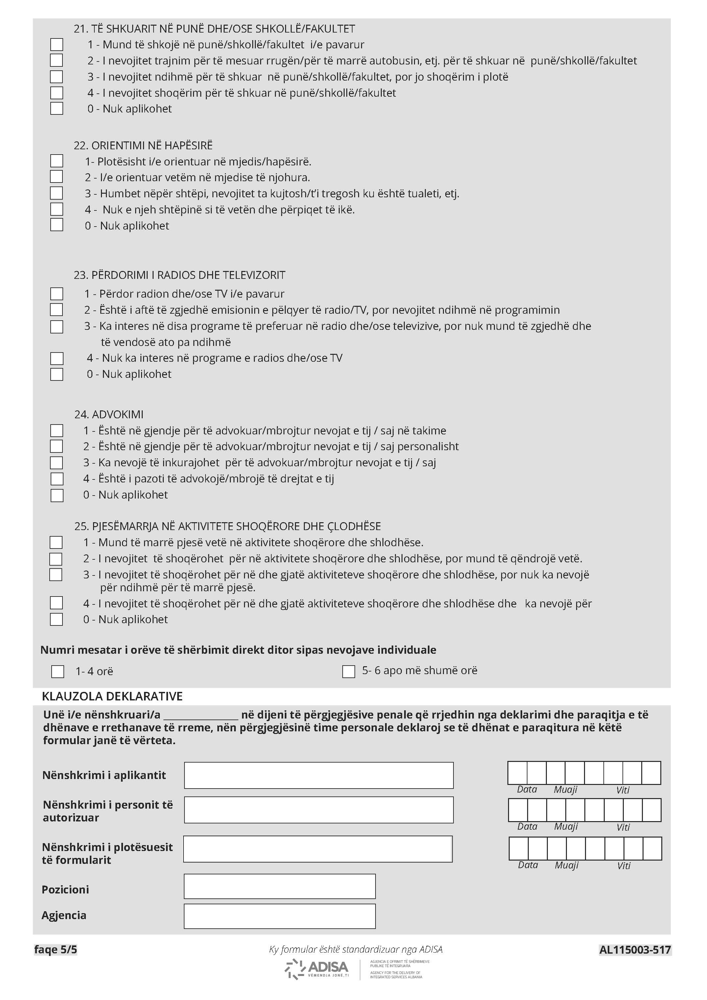 21. TË SHKUARIT NË PUNË DHE/OSE SHKOLLË/FAKULTET
1 - Mund të shkojë në punë/shkollë/fakultet i/e pavarur
2 - I nevojitet trajnim për të mesuar rrugën/për të marrë autobusin, etj. për të shkuar në punë/shkollë/fakultet
3 - I nevojitet ndihmë për të shkuar në punë/shkollë/fakultet, por jo shoqërim i plotë
4 - I nevojitet shoqërim për të shkuar në punë/shkollë/fakultet
0 - Nuk aplikohet
22. ORIENTIMI NË HAPËSIRË
1- Plotësisht i/e orientuar në mjedis/hapësirë.
2 - I/e orientuar vetëm në mjedise të njohura.
3 - Humbet nëpër shtëpi, nevojitet ta kujtosh/t’i tregosh ku është tualeti, etj.
4 - Nuk e njeh shtëpinë si të vetën dhe përpiqet të ikë.
0 - Nuk aplikohet
23. PËRDORIMI I RADIOS DHE TELEVIZORIT
1 - Përdor radion dhe/ose TV i/e pavarur
2 - Është i aftë të zgjedhë emisionin e pëlqyer të radio/TV, por nevojitet ndihmë në programimin
3 - Ka interes në disa programe të preferuar në radio dhe/ose televizive, por nuk mund të zgjedhë dhe
të vendosë ato pa ndihmë
4 - Nuk ka interes në programe e radios dhe/ose TV
0 - Nuk aplikohet
24. ADVOKIMI
1 - Është në gjendje për të advokuar/mbrojtur nevojat e tij / saj në takime
2 - Është në gjendje për të advokuar/mbrojtur nevojat e tij / saj personalisht
3 - Ka nevojë të inkurajohet për të advokuar/mbrojtur nevojat e tij / saj
4 - Është i pazoti të advokojë/mbrojë të drejtat e tij
0 - Nuk aplikohet
25. PJESËMARRJA NË AKTIVITETE SHOQËRORE DHE ÇLODHËSE
1 - Mund të marrë pjesë vetë në aktivitete shoqërore dhe shlodhëse.
2 - I nevojitet të shoqërohet për në aktivitete shoqërore dhe shlodhëse, por mund të qëndrojë vetë.
3 - I nevojitet të shoqërohet për në dhe gjatë aktiviteteve shoqërore dhe shlodhëse, por nuk ka nevojë
për ndihmë për të marrë pjesë.
4 - I nevojitet të shoqërohet për në dhe gjatë aktiviteteve shoqërore dhe shlodhëse dhe ka nevojë për
0 - Nuk aplikohet
Numri mesatar i orëve të shërbimit direkt ditor sipas nevojave individuale
1- 4 orë 5- 6 apo më shumë orë
KLAUZOLA DEKLARATIVE
Unë i/e nënshkruari/a ______________ në dijeni të përgjegjësive penale që rrjedhin nga deklarimi dhe paraqitja e të
dhënave e rrethanave të rreme, nën përgjegjësinë time personale deklaroj se të dhënat e paraqitura në këtë
formular janë të vërteta.
Nënshkrimi i aplikantit
Data Muaji Viti
Nënshkrimi i personit të
autorizuar
Data Muaji Viti
Nënshkrimi i plotësuesit
të formularit
Data Muaji Viti
Pozicioni
Agjencia
faqe 5/5 Ky formular është standardizuar nga ADISA AL115003-517
ADISA
VËMENDJA JONË,TI
AGJENCIA E OFRIMIT TË SHËRBIMEVE
PUBLIKE TË INTEGRUARA
AGENCY FOR THE DELIVERY OF
INTEGRATED SERVICES ALBANIA